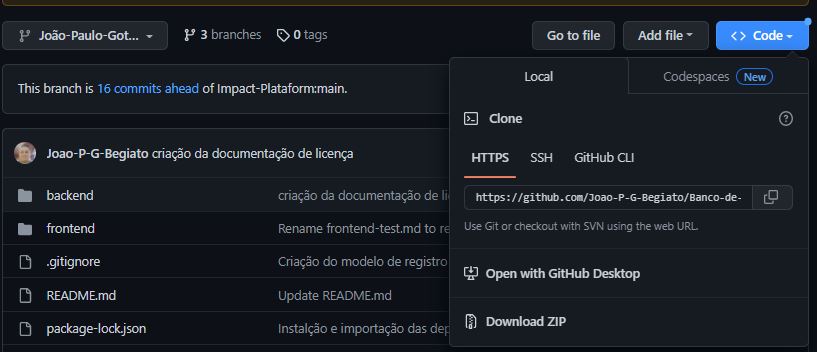 João-Paulo-Got...
3 branches
0 tags
Go to file
Add file
<> Code
This branch is 16 commits ahead of Impact-Plataform:main.
Joao-P-G-Begiato criação da documentação de licença
backend
criação da documentação de li
frontend
Rename frontend-test.md to re
.gitignore
Criação do modelo de registro
README.md
Update README.md
package-lock.json
Instalção e importação das dep
Local
Codespaces New
Clone
HTTPS
SSH
GitHub CLI
https://github.com/Joao-P-G-Begiato/Banco-de-
Use Git or checkout with SVN using the web URL.
Open with GitHub Desktop
Download ZIP